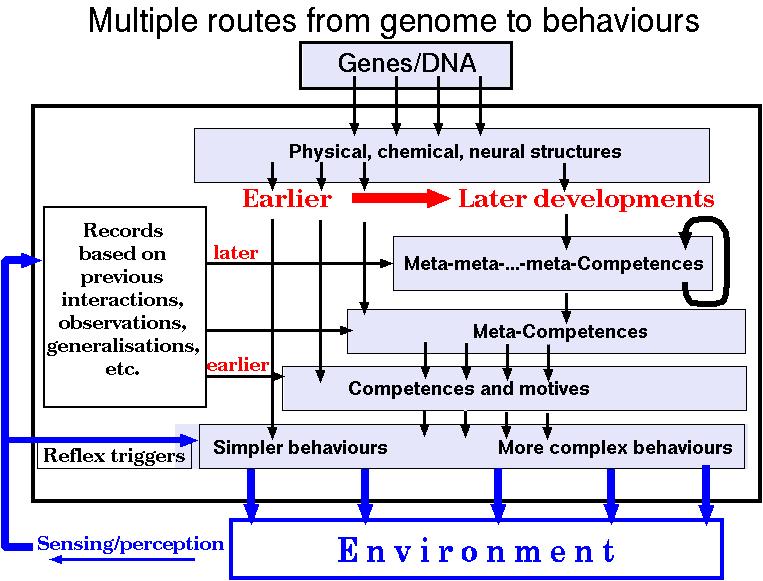 Multiple routes from genome to behaviours
Genes/DNA
Physical, chemical, neural structures
Earlier
Later developments
Records
based on
previous
interactions,
observations,
generalisations,
etc.
later
Meta-meta-...-meta-Competences
Meta-Competences
earlier
Competences and motives
Reflex triggers
Simpler behaviours
More complex behaviours
Sensing/perception
Environment